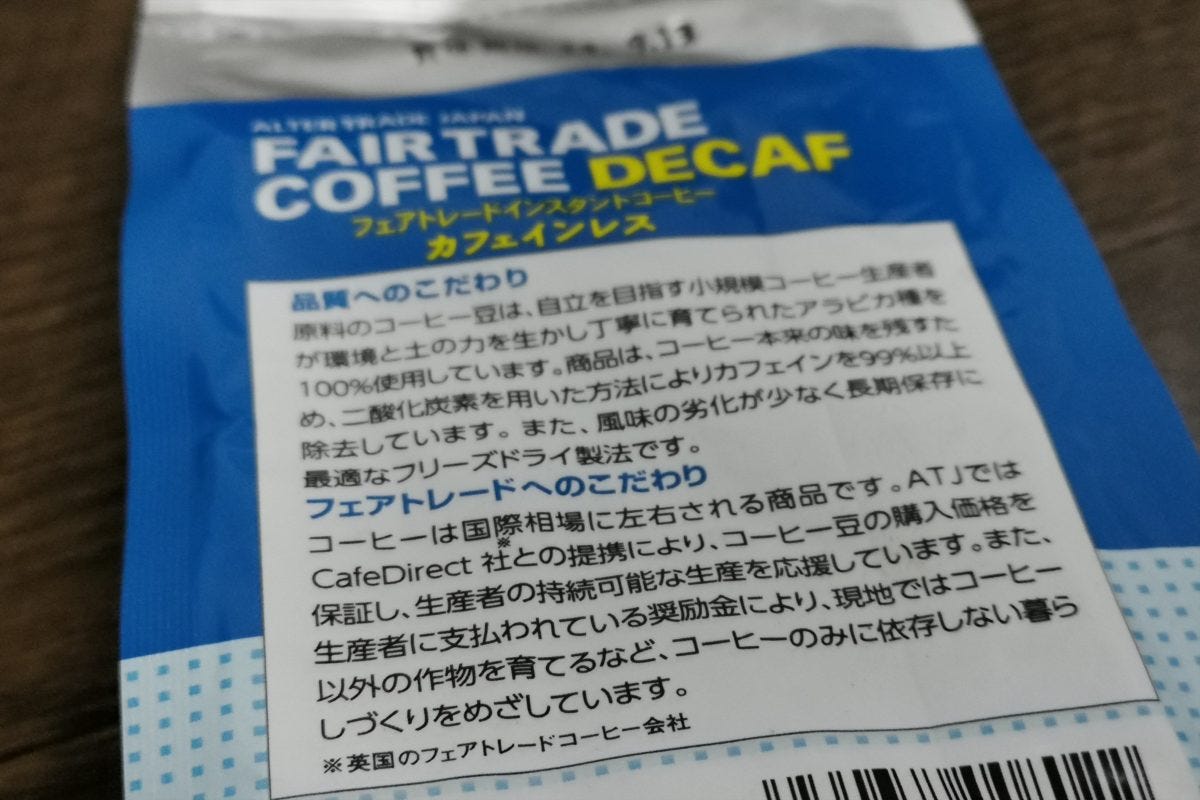 ALTER TRADE JAPAN
FAIR TRADE
COFFEE DECAF
フェアトレードインスタントコーヒー
カフェインレス
品質へのこだわり
原料のコーヒー豆は、自立を目指す小規模コーヒー生産者
が環境と土の力を生かし丁寧に育てられたアラビカ種を
100%使用しています。商品は、コーヒー本来の味を残すた
め、二酸化炭素を用いた方法によりカフェインを99%以上
除去しています。また、風味の劣化が少なく長期保存に
最適なフリーズドライ製法です。
フェアトレードへのこだわり
コーヒーは国際相場に左右される商品です。ATJでは
CafeDirect※社との提携により、コーヒー豆の購入価格を
保証し、生産者の持続可能な生産を応援しています。また、
生産者に支払われている奨励金により、現地ではコーヒー
以外の作物を育てるなど、コーヒーのみに依存しない暮ら
しづくりをめざしています。
※英国のフェアトレードコーヒー会社